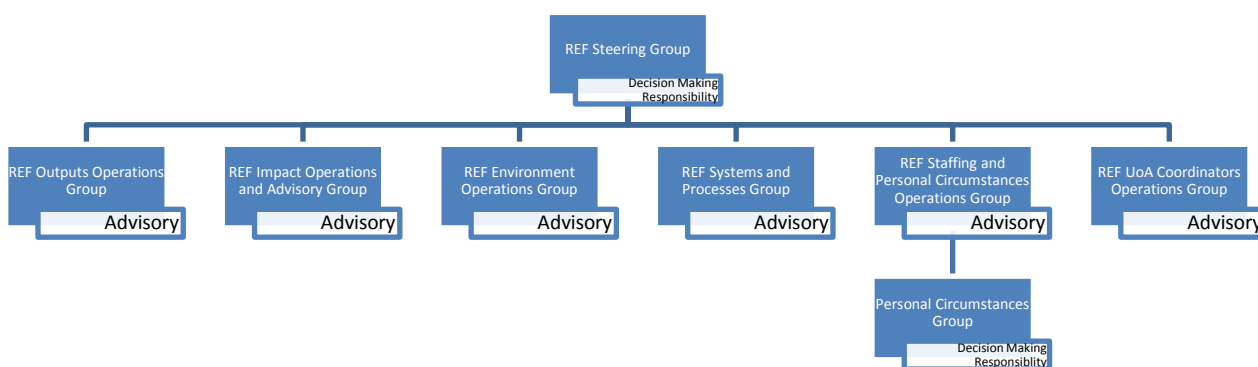 REF Steering Group
Decision Making
Responsibility
REF Outputs Operations
Group
Advisory
REF Impact Operations
and Advisory Group
Advisory
REF Environment
Operations Group
Advisory
REF Systems and
Processes Group
Advisory
REF Staffing and
Personal Circumstances
Operations Group
Advisory
REF UoA Coordinators
Operations Group
Advisory
Personal Circumstances
Group
Decision Making
Responsiblity